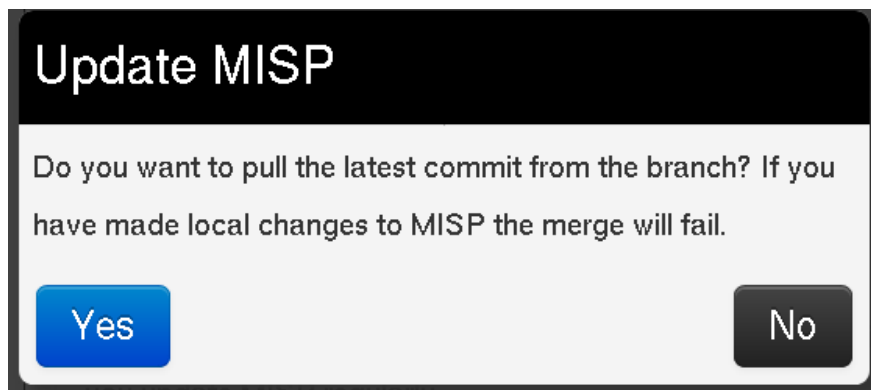 Update MISP
Do you want to pull the latest commit from the branch? If you
have made local changes to MISP the merge will fail.
Yes
No